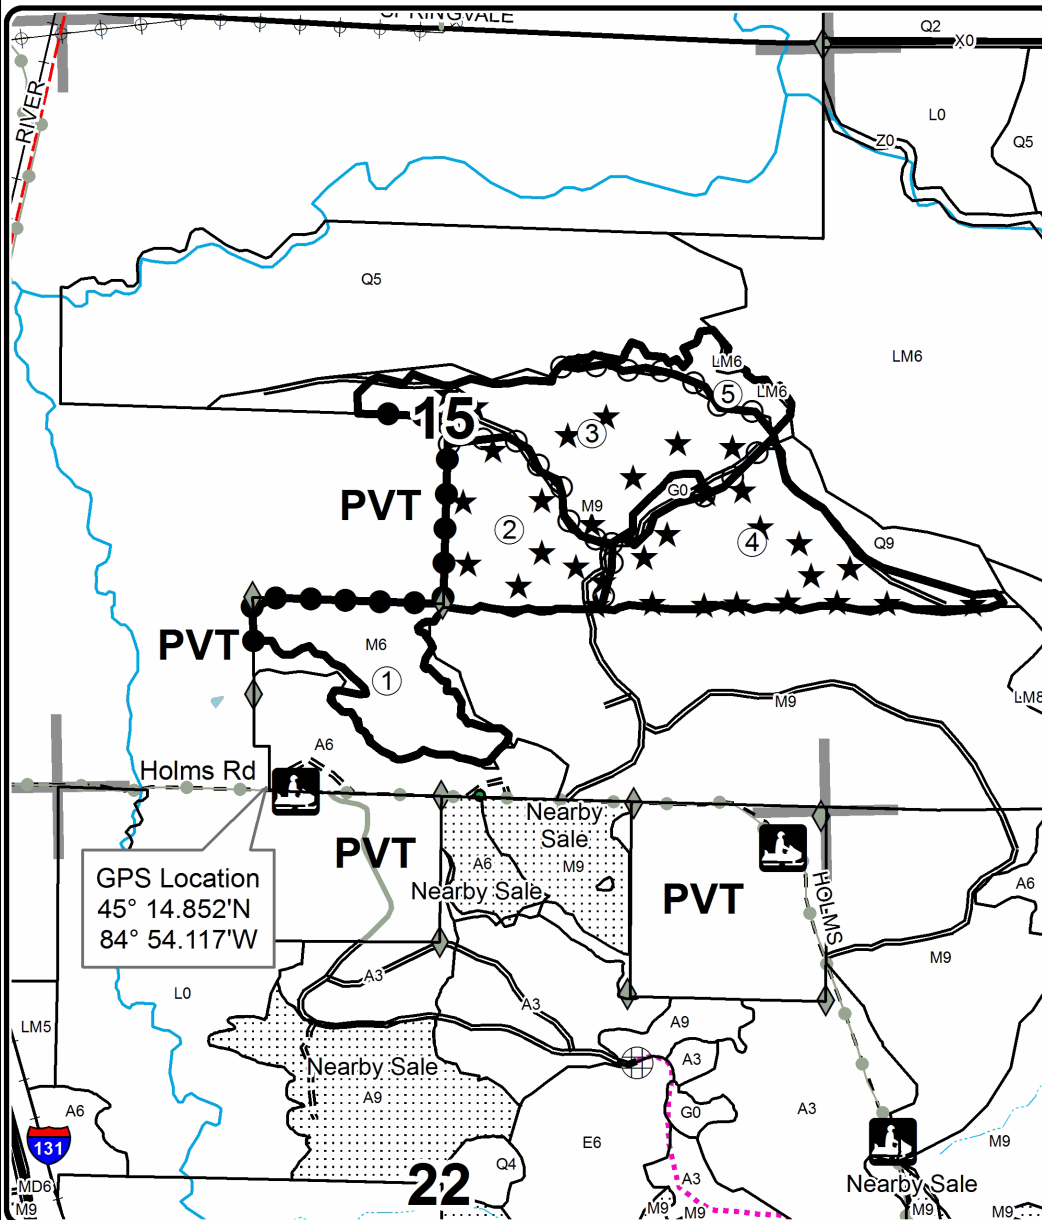 SPRINGVALE
Q2
X0
RIVER
L0
Z0
Q5
Q5
LM6
LM6
LM6
5
15
3
PVT
G0
M9
2
4
Q9
PVT
M6
1
LM8
M9
A6
Holms Rd
Nearby
Sale
PVT
A6
M9
Nearby Sale
PVT
A6
HOLMS
GPS Location
45° 14.852'N
84° 54.117'W
M9
A3
L0
A3
A9
LM5
A3
Nearby Sale
A9
A6
G0
A3
E6
131
M9
Q4
22
A3
Nearby Sale
MD6
M9
M9
M9
M9
M9